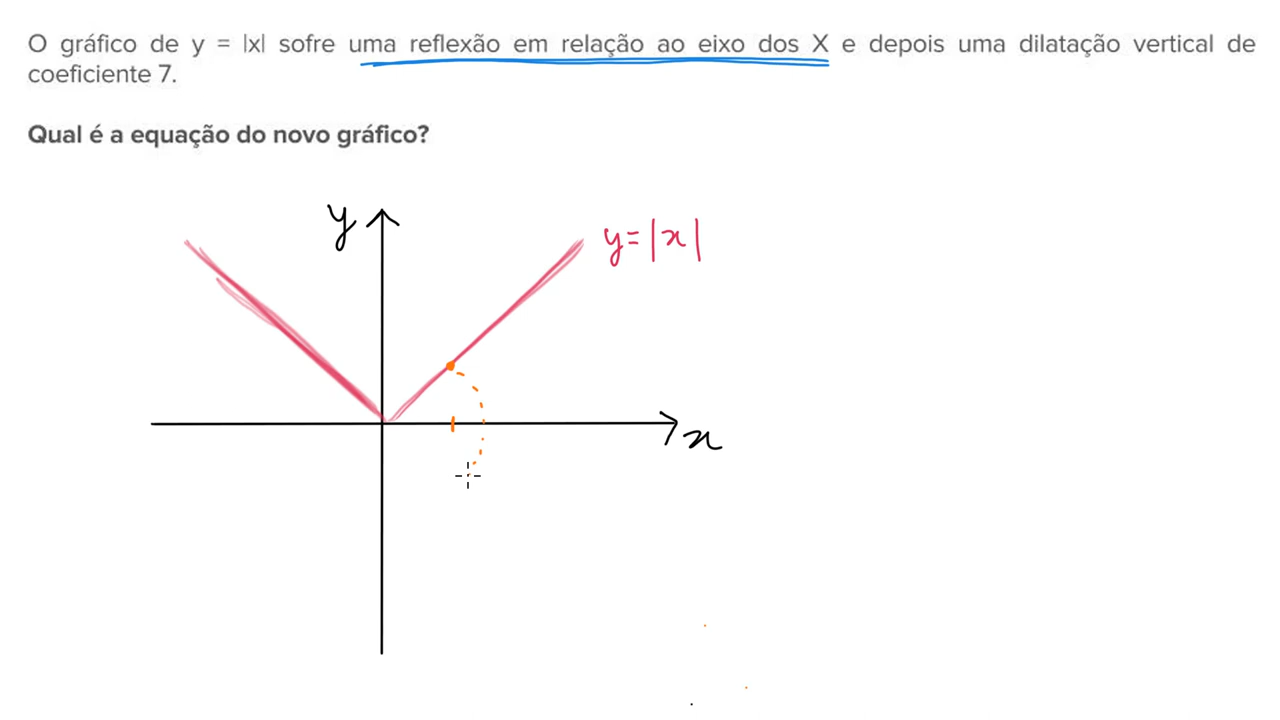 O gráfico de y = |x| sofre uma reflexão em relação ao eixo dos X e depois uma dilatação vertical de
coeficiente 7.
Qual é a equação do novo gráfico?
y
y=|x|
x